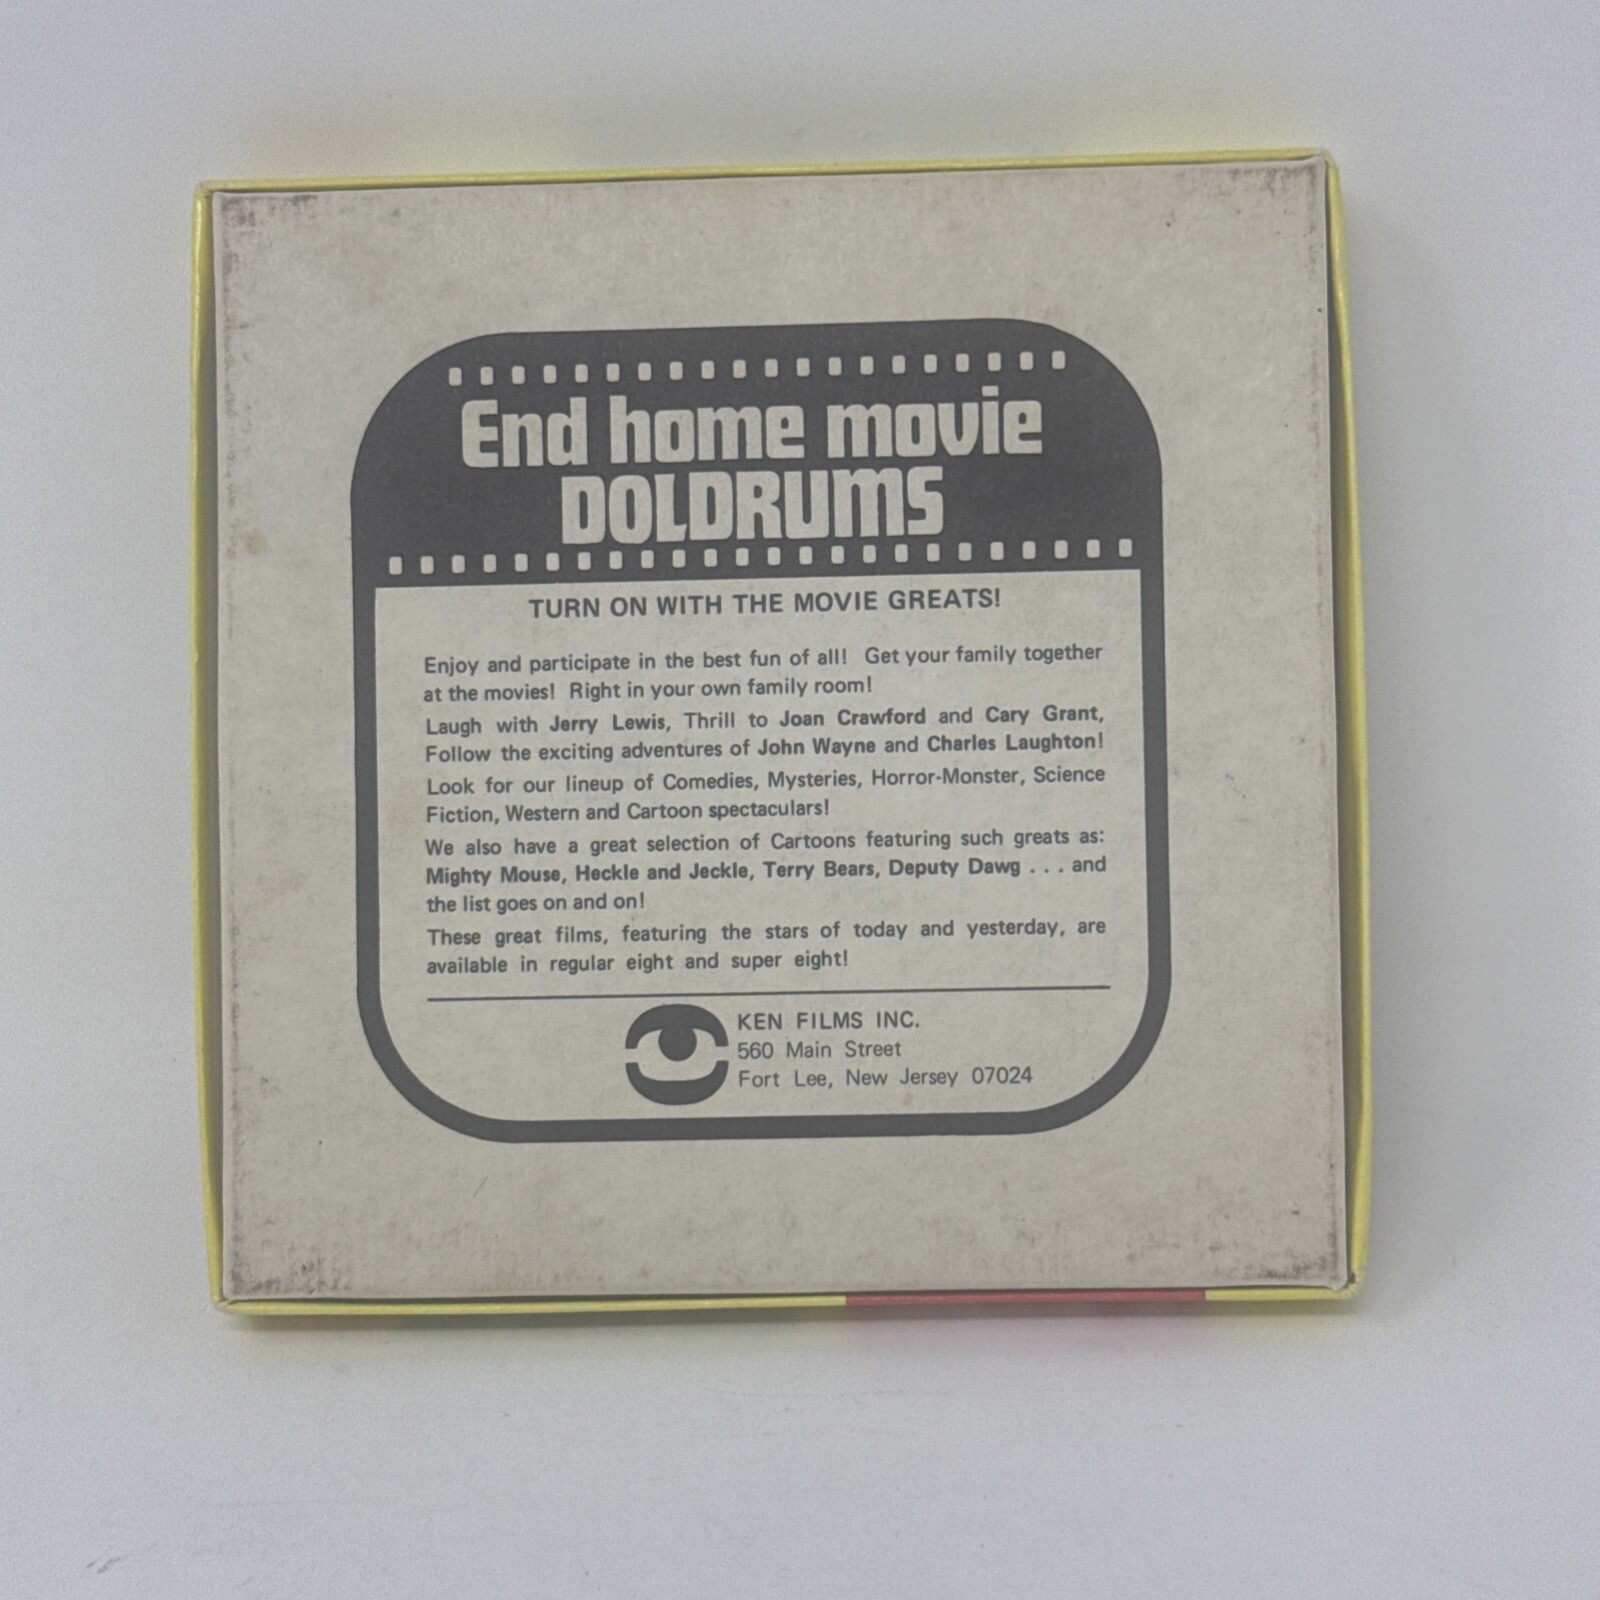 End home movie
DOLDRUMS
TURN ON WITH THE MOVIE GREATS!
Enjoy and participate in the best fun of all! Get your family together
at the movies! Right in your own family room!
Laugh with Jerry Lewis, Thrill to Joan Crawford and Cary Grant,
Follow the exciting adventures of John Wayne and Charles Laughton!
Look for our lineup of Comedies, Mysteries, Horror-Monster, Science
Fiction, Western and Cartoon spectaculars!
We also have a great selection of Cartoons featuring such greats as:
Mighty Mouse, Heckle and Jeckle, Terry Bears, Deputy Dawg . . . and
the list goes on and on!
These great films, featuring the stars of today and yesterday, are
available in regular eight and super eight!
KEN FILMS INC.
560 Main Street
Fort Lee, New Jersey 07024